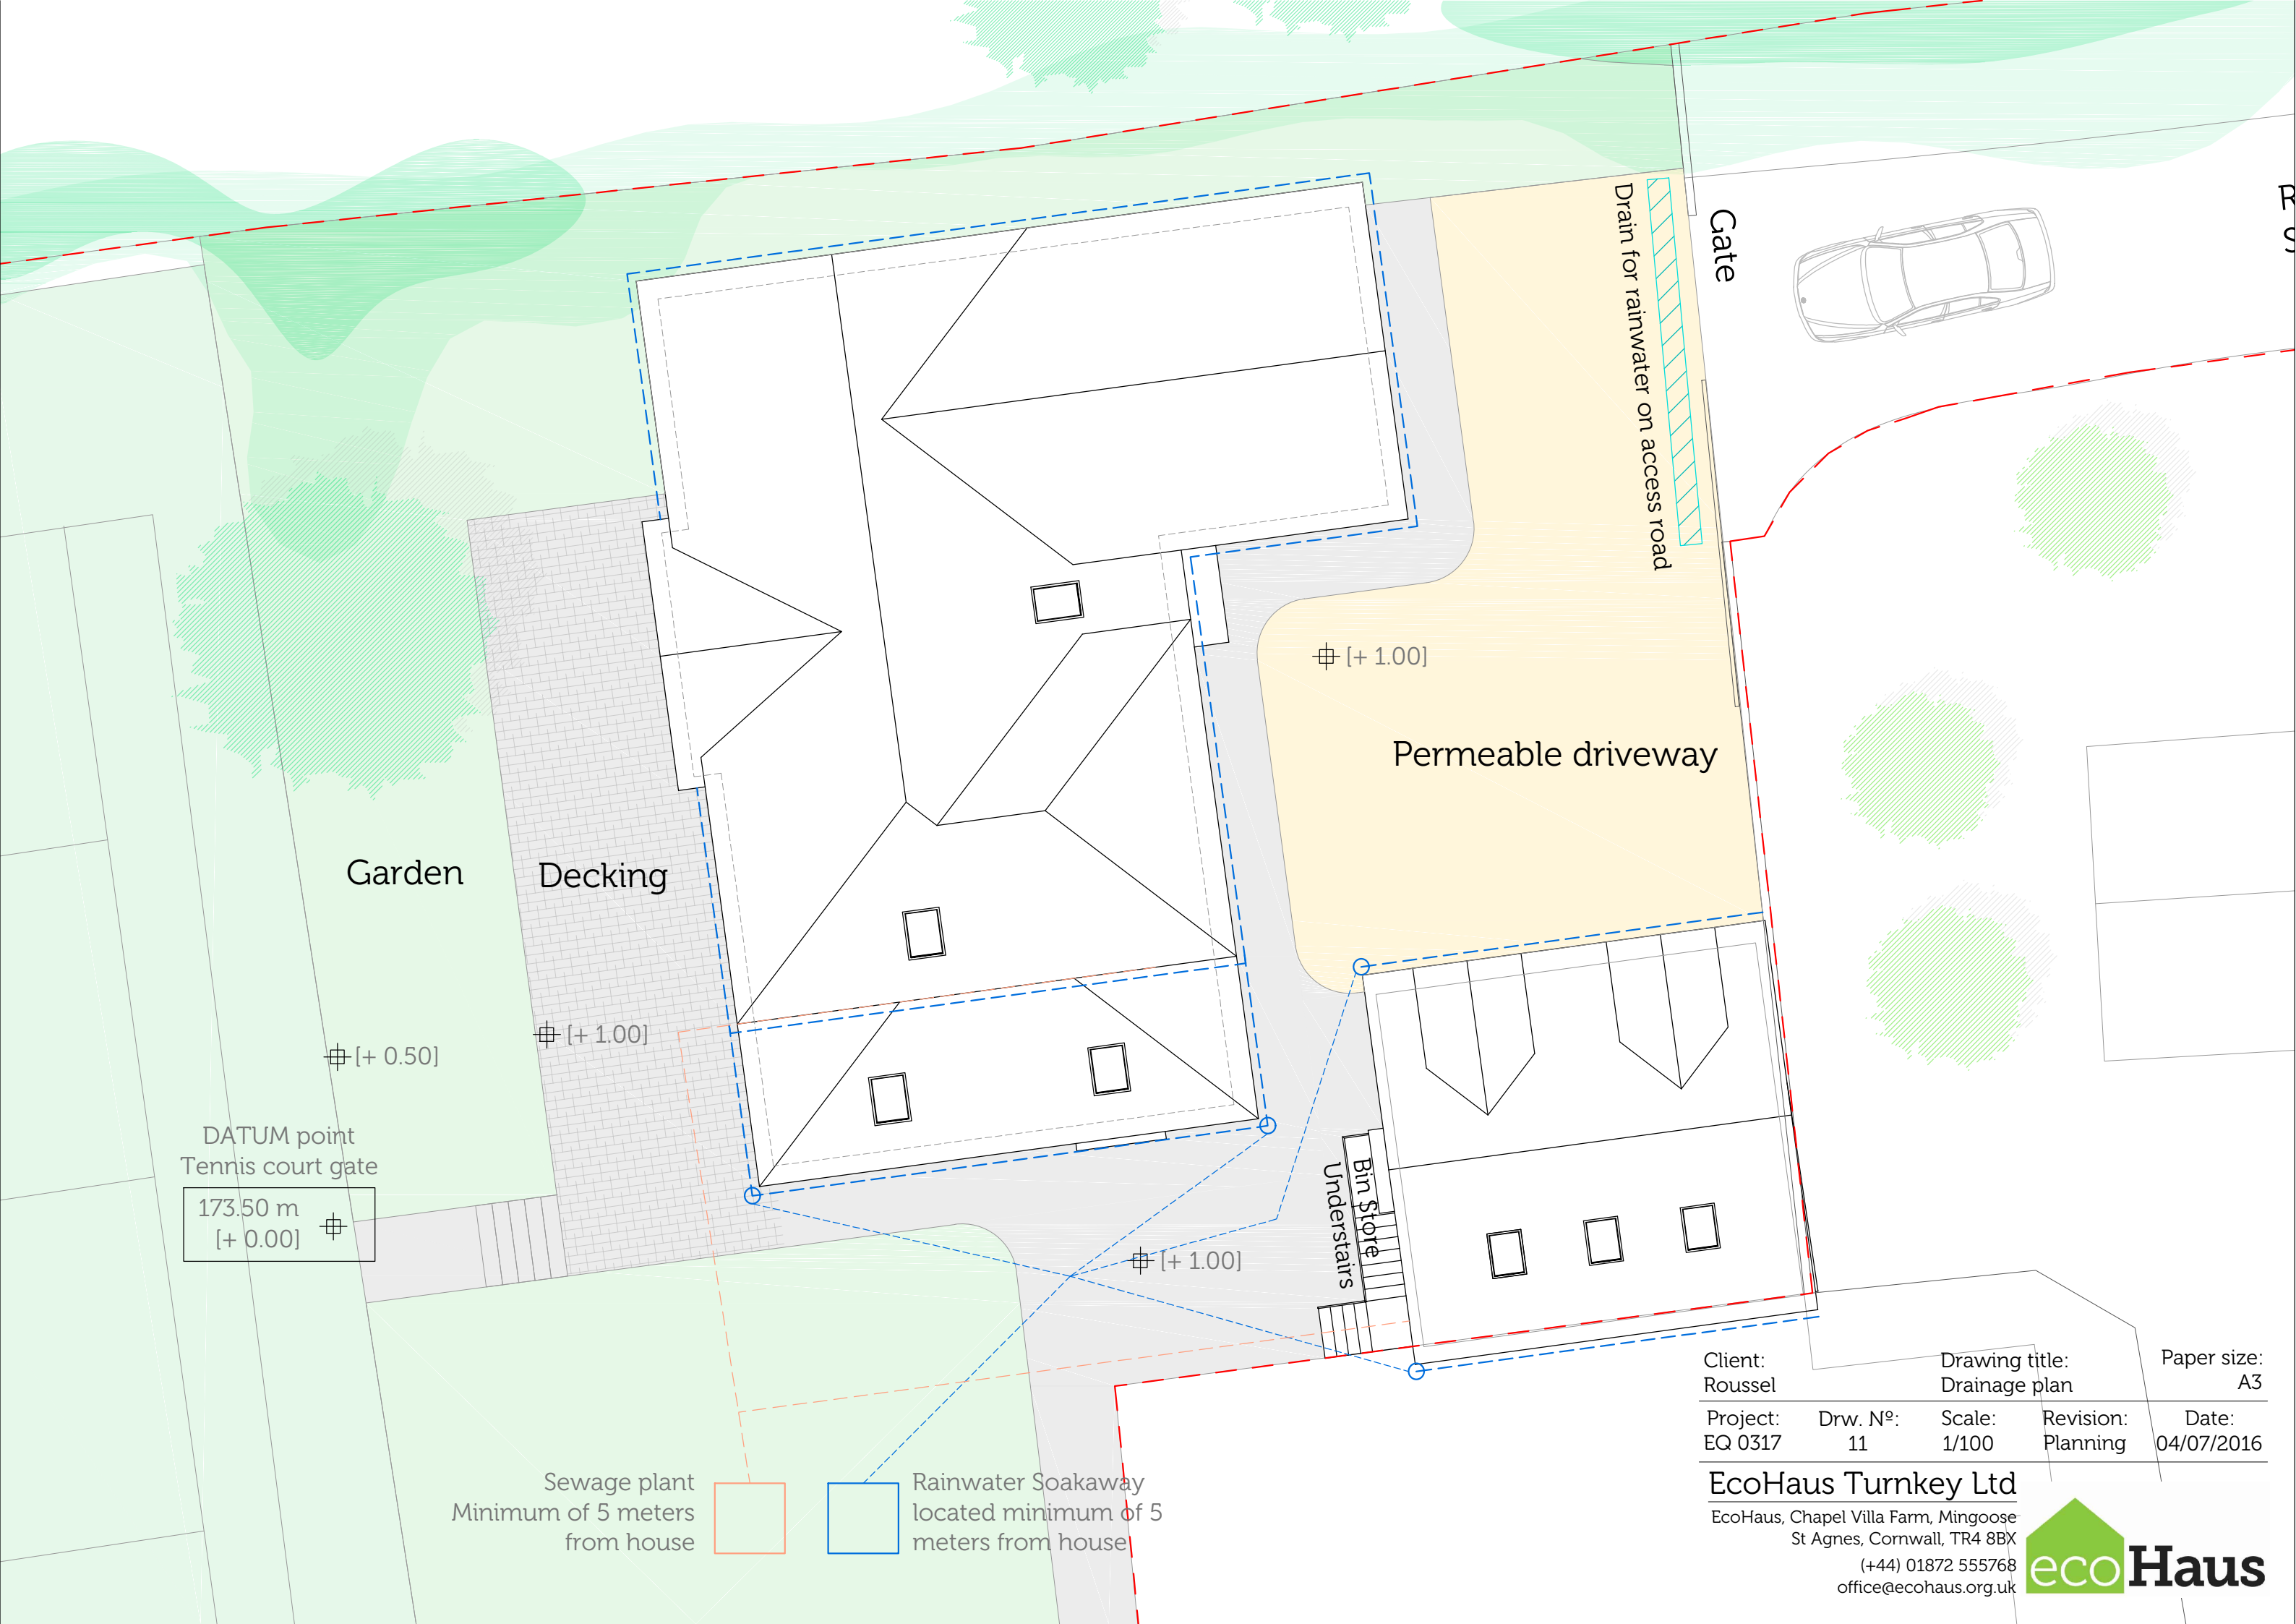 Drain for rainwater on access road
Gate
[+ 1.00]
Permeable driveway
Garden
Decking
[+ 1.00]
[+ 0.50]
DATUM point
Tennis court gate
173.50 m
[+ 0.00]
[+ 1.00]
Bin Store
Understairs
Sewage plant
Minimum of 5 meters
from house
Rainwater Soakaway
located minimum of 5
meters from house
Client:
Roussel
Drawing title:
Drainage plan
Paper size:
A3
Project:
EQ 0317
Drw. Nº:
11
Scale:
1/100
Revision:
Planning
Date:
04/07/2016
EcoHaus Turnkey Ltd
EcoHaus, Chapel Villa Farm, Mingoose
St Agnes, Cornwall, TR4 8BX
(+44) 01872 555768
office@ecohaus.org.uk
ecoHaus